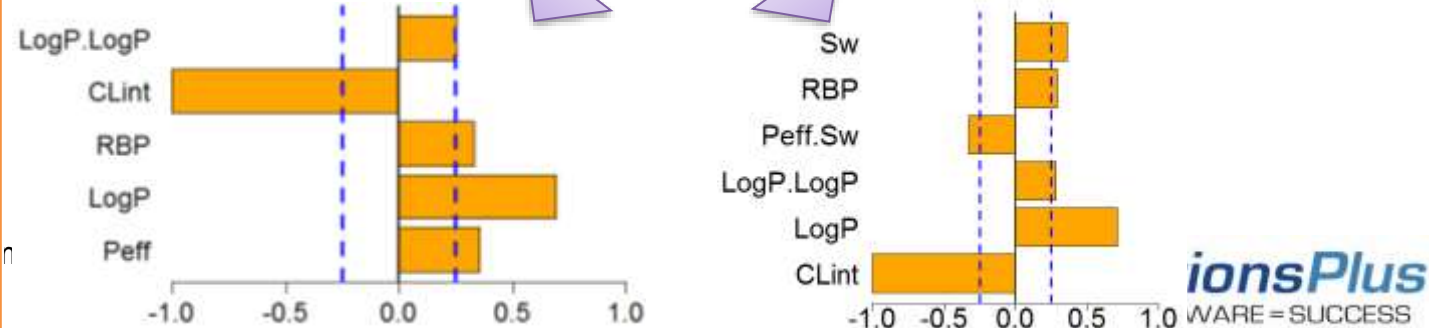 LogP.LogP
CLint
RBP
LogP
Peff
-1.0 -0.5 0.0 0.5 1.0
Sw
RBP
Peff.Sw
LogP.LogP
LogP
CLint
-1.0 -0.5 0.0 0.5 1.0
ionsPlus
WARE = SUCCESS